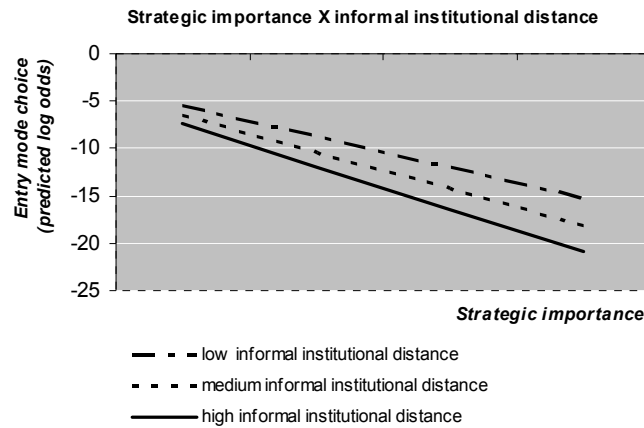 Strategic importance X informal institutional distance
Entry mode choice
(predicted log odds)
0
-5
-10
-15
-20
-25
Strategic importance
low informal institutional distance
medium informal institutional distance
high informal institutional distance